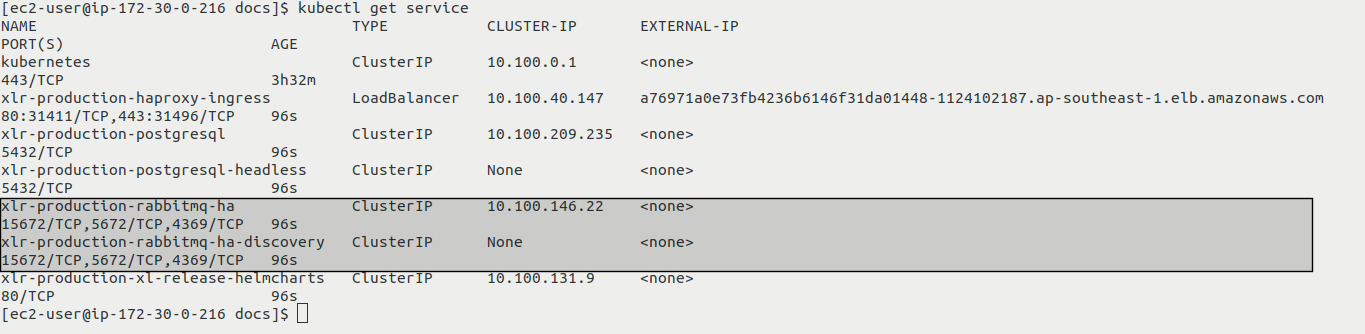 [ec2-user@ip-172-30-0-216 docs]$ kubectl get service
NAME                                   TYPE           CLUSTER-IP       EXTERNAL-IP
PORT(S)                       AGE
kubernetes                             ClusterIP      10.100.0.1       <none>
443/TCP                       3h32m
xlr-production-haproxy-ingress         LoadBalancer   10.100.40.147    a76971a0e73fb4236b6146f31da01448-1124102187.ap-southeast-1.elb.amazonaws.com
80:31411/TCP,443:31496/TCP    96s
xlr-production-postgresql              ClusterIP      10.100.209.235   <none>
5432/TCP                      96s
xlr-production-postgresql-headless     ClusterIP      None             <none>
5432/TCP                      96s
xlr-production-rabbitmq-ha             ClusterIP      10.100.146.22    <none>
15672/TCP,5672/TCP,4369/TCP   96s
xlr-production-rabbitmq-ha-discovery   ClusterIP      None             <none>
15672/TCP,5672/TCP,4369/TCP   96s
xlr-production-xl-release-helmcharts   ClusterIP      10.100.131.9     <none>
80/TCP                        96s
[ec2-user@ip-172-30-0-216 docs]$